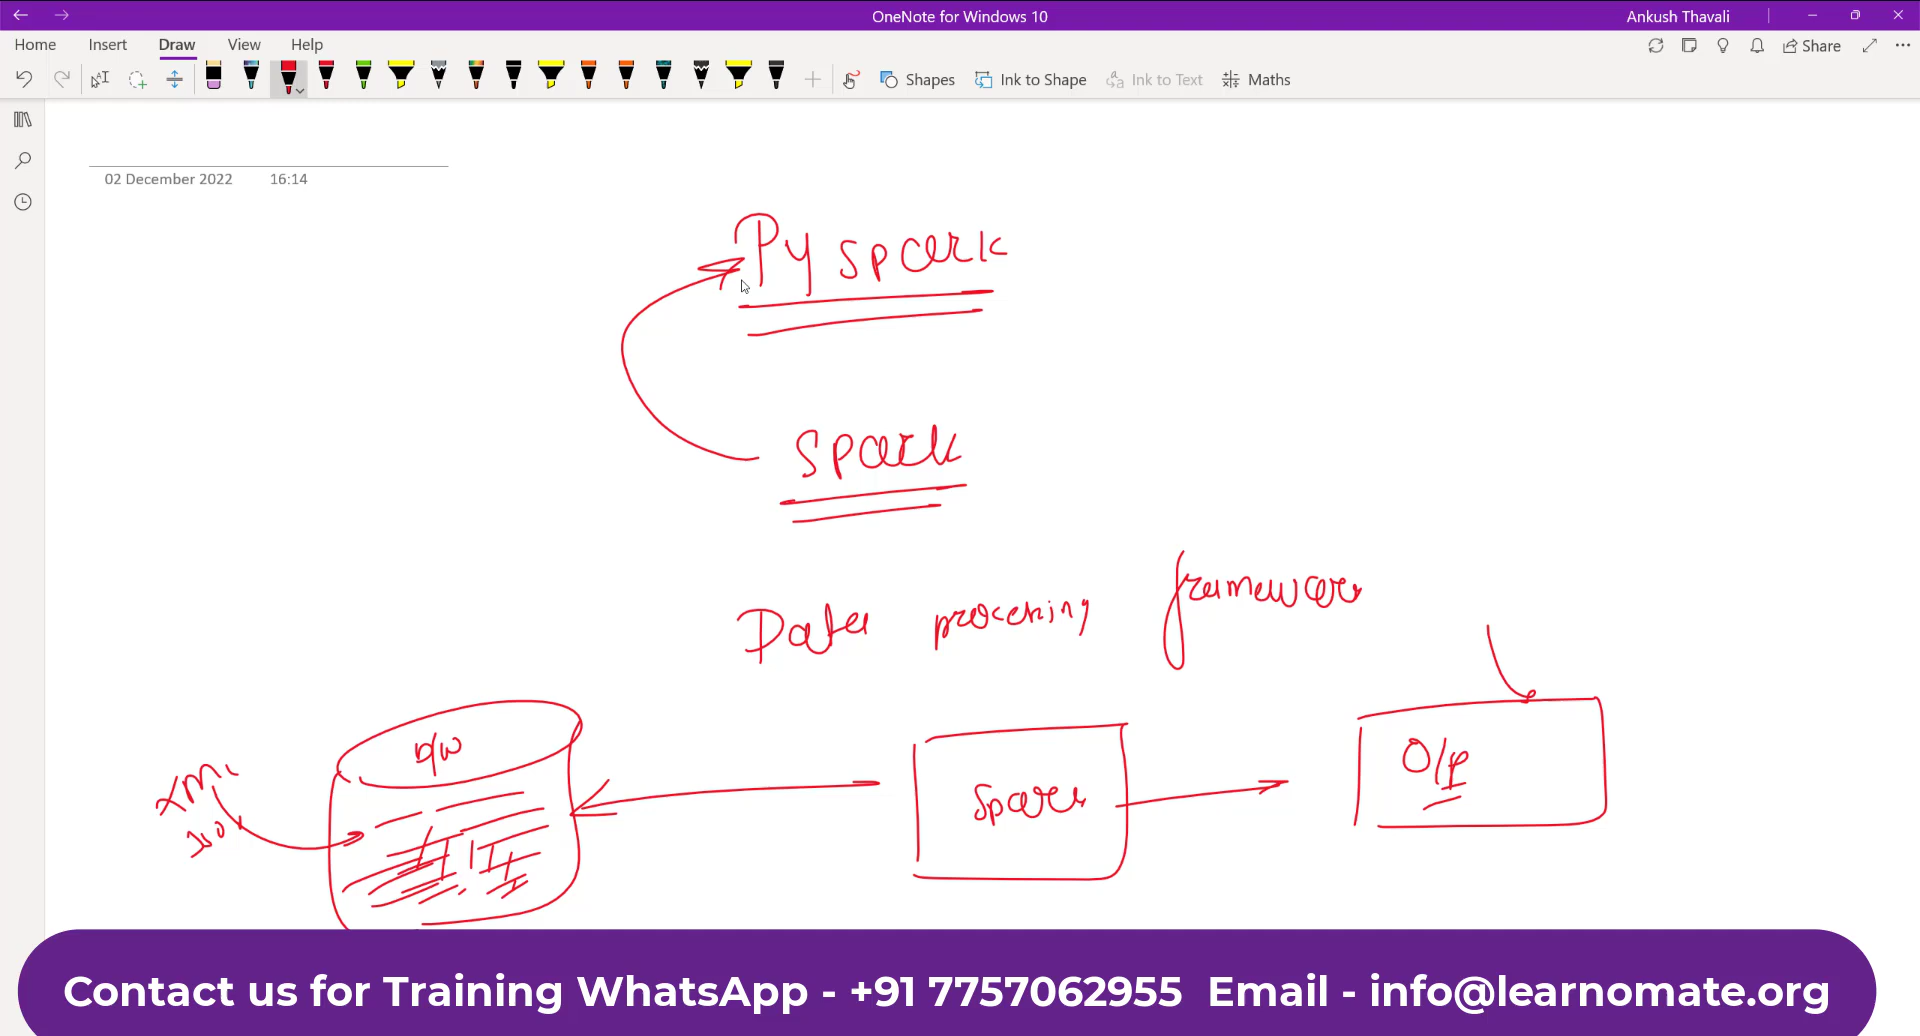 OneNote for Windows 10
Ankush Thavali
Home Insert Draw View Help
Share
Shapes Ink to Shape Ink to Text Maths
02 December 2022 16:14
Py spark
spark
Data processing framework
D/W
XML
Spark
O/P
Contact us for Training WhatsApp - +91 7757062955 Email - info@learnomate.org